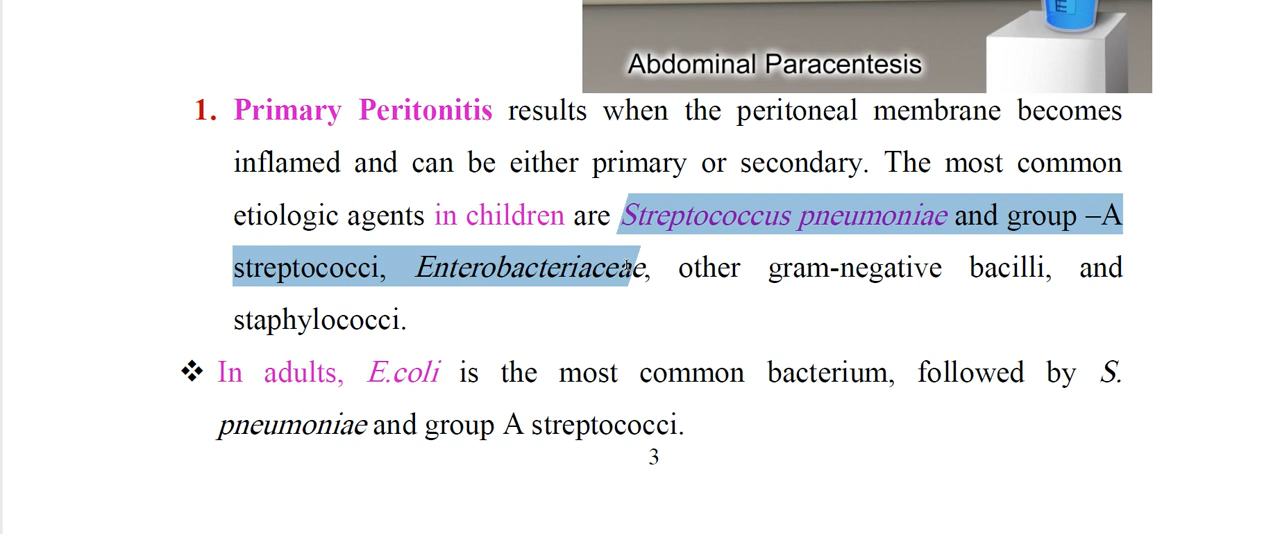 E
Abdominal Paracentesis
1. Primary Peritonitis results when the peritoneal membrane becomes
inflamed and can be either primary or secondary. The most common
etiologic agents in children are Streptococcus pneumoniae and group –A
streptococci, Enterobacteriaceae, other gram-negative bacilli, and
staphylococci.
❖ In adults, E.coli is the most common bacterium, followed by S.
pneumoniae and group A streptococci.
3